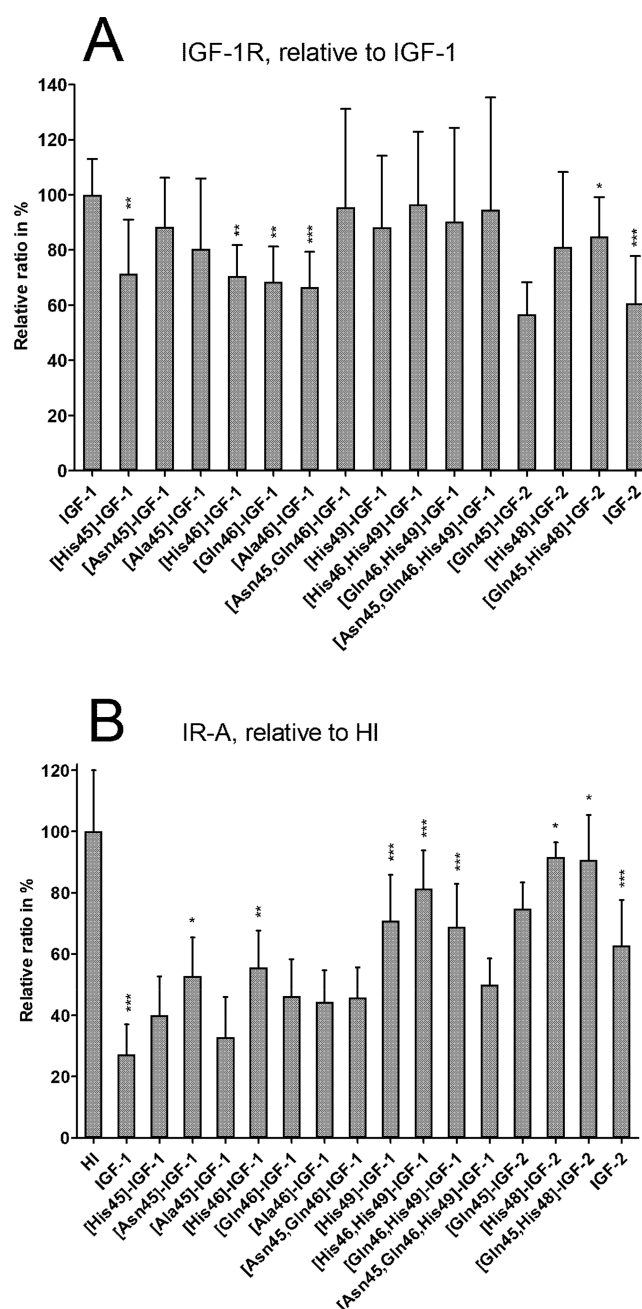 A
IGF-1R, relative to IGF-1
Relative ratio in %
140
120
100
80
60
40
20
0
**
**
**
***
*
***
IGF-1
[His45]-IGF-1
[Asn45]-IGF-1
[Ala45]-IGF-1
[His46]-IGF-1
[Gln46]-IGF-1
[Ala46]-IGF-1
[Asn45,Gln46]-IGF-1
[His49]-IGF-1
[His46,His49]-IGF-1
[Gln46,His49]-IGF-1
[Asn45,Gln46,His49]-IGF-1
[Gln45]-IGF-2
[His48]-IGF-2
[Gln45,His48]-IGF-2
IGF-2
B
IR-A, relative to HI
Relative ratio in %
120
100
80
60
40
20
0
***
*
**
***
***
***
*
*
***
HI
IGF-1
[His45]-IGF-1
[Asn45]-IGF-1
[Ala45]-IGF-1
[His46]-IGF-1
[Gln46]-IGF-1
[Ala46]-IGF-1
[Asn45,Gln46]-IGF-1
[His49]-IGF-1
[His46,His49]-IGF-1
[Gln46,His49]-IGF-1
[Asn45,Gln46,His49]-IGF-1
[Gln45]-IGF-2
[His48]-IGF-2
[Gln45,His48]-IGF-2
IGF-2